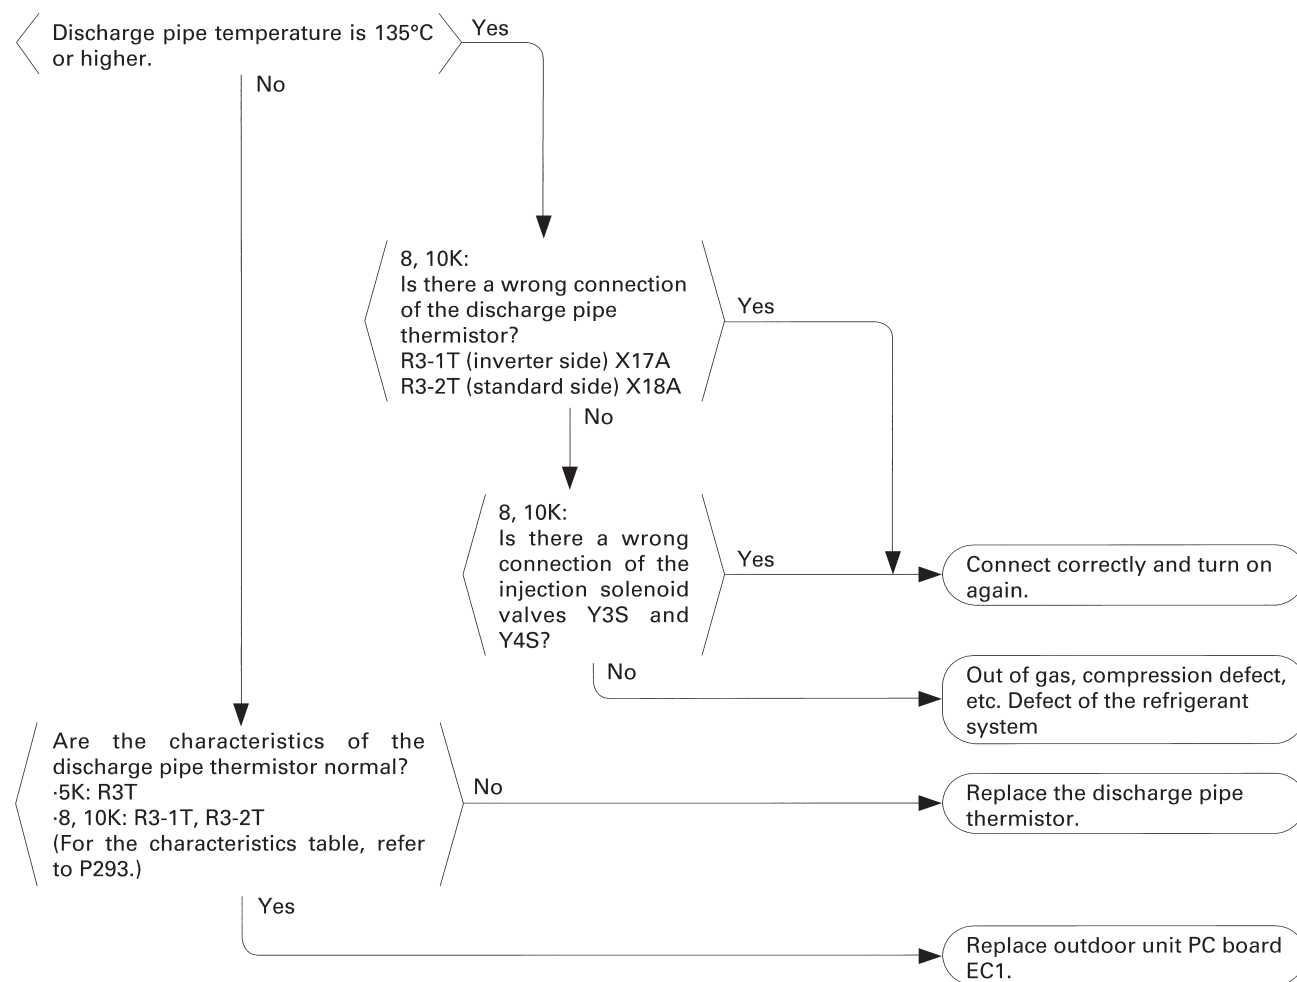 Discharge pipe temperature is 135°C
or higher.
Yes
No
8, 10K:
Is there a wrong connection
of the discharge pipe
thermistor?
R3-1T (inverter side) X17A
R3-2T (standard side) X18A
Yes
No
8, 10K:
Is there a wrong
connection of the
injection solenoid
valves Y3S and
Y4S?
Yes
Connect correctly and turn on
again.
No
Out of gas, compression defect,
etc. Defect of the refrigerant
system
Are the characteristics of the
discharge pipe thermistor normal?
·5K: R3T
·8, 10K: R3-1T, R3-2T
(For the characteristics table, refer
to P293.)
No
Replace the discharge pipe
thermistor.
Yes
Replace outdoor unit PC board
EC1.